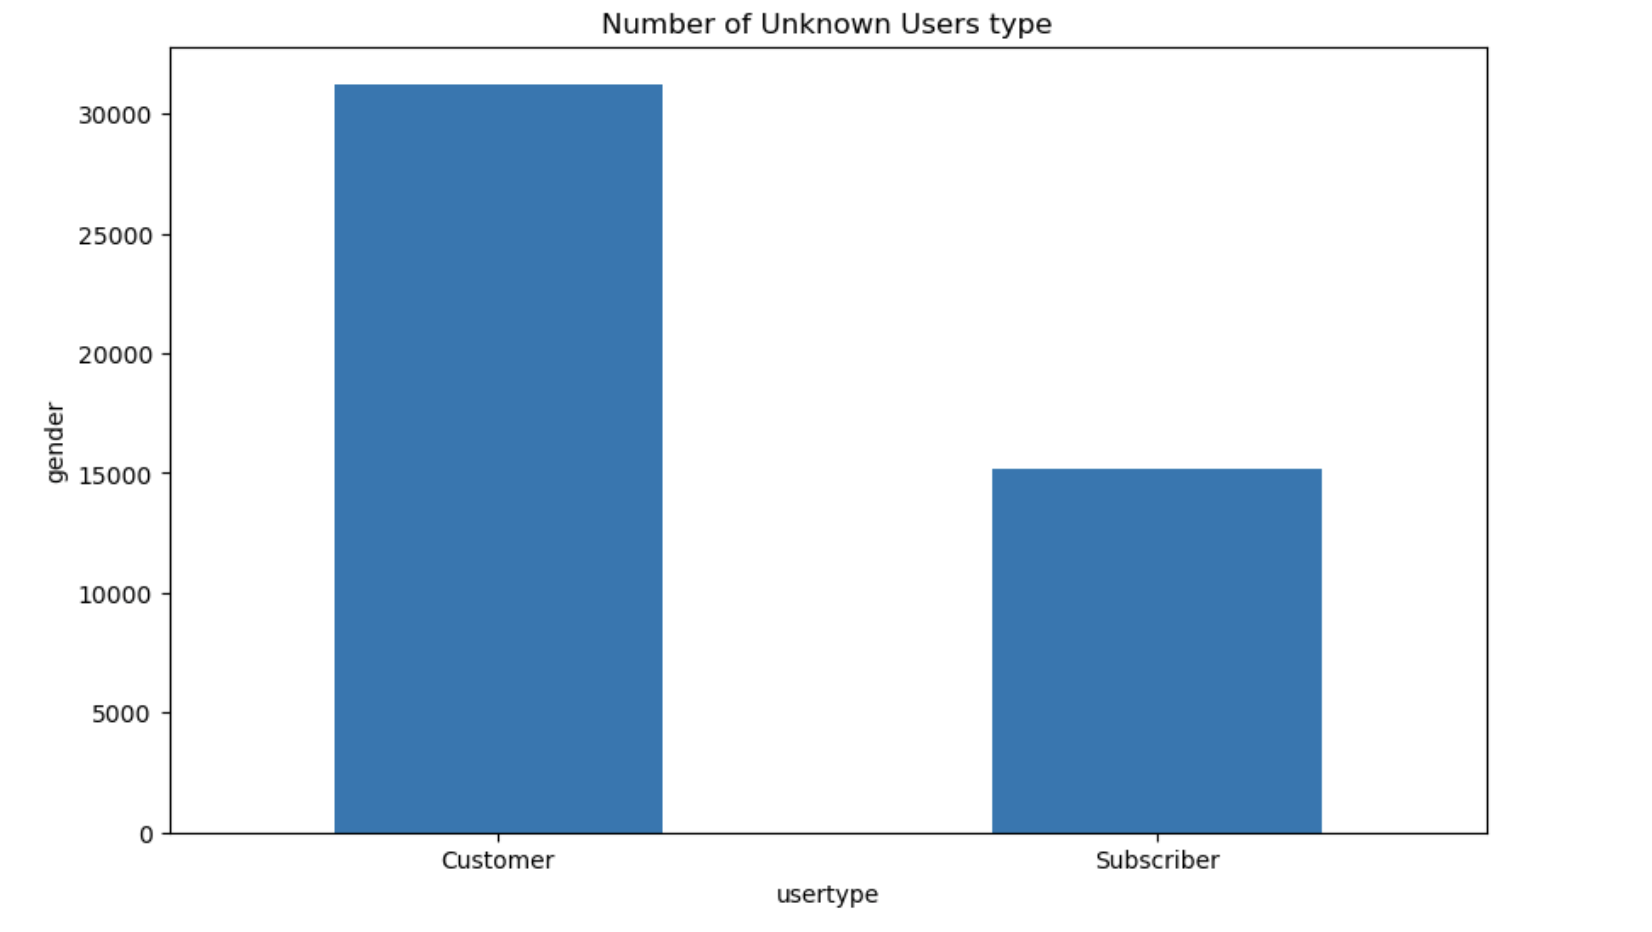 Number of Unknown Users type
30000
25000
20000
15000
10000
5000
0
gender
Customer
Subscriber
usertype